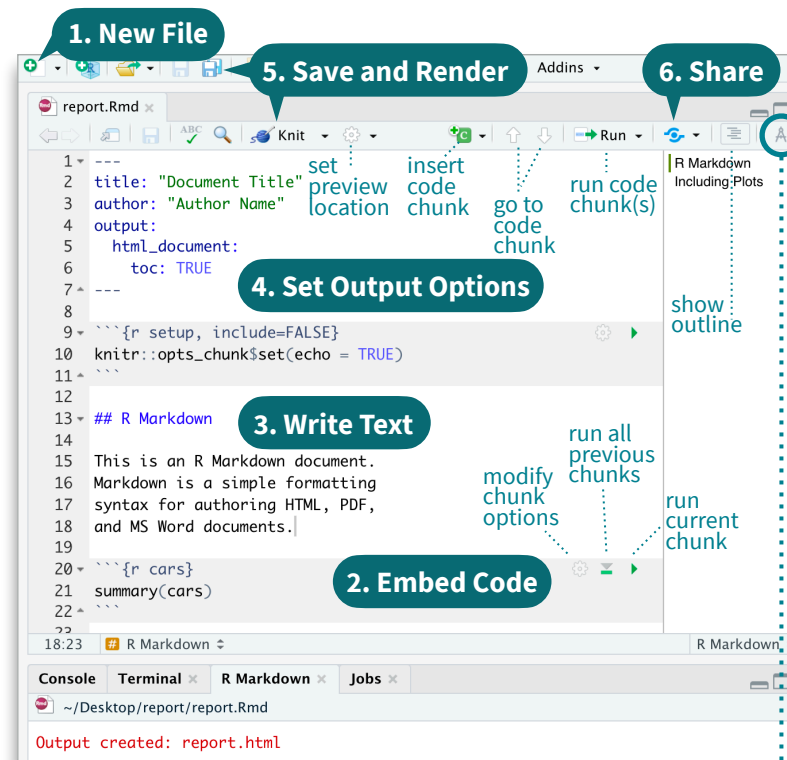 1. New File
5. Save and Render
Addins
6. Share
report.Rmd
ABC
Knit
Run
set preview location
insert code chunk
go to code chunk
run code chunk(s)
show outline
R Markdown
Including Plots
1 ---
2 title: "Document Title"
3 author: "Author Name"
4 output:
5   html_document:
6     toc: TRUE
7 ---
4. Set Output Options
8
9 ```{r setup, include=FALSE}
10 knitr::opts_chunk$set(echo = TRUE)
11 ```
12
13 ## R Markdown
3. Write Text
14
15 This is an R Markdown document.
16 Markdown is a simple formatting
17 syntax for authoring HTML, PDF,
18 and MS Word documents.
19
modify chunk options
run all previous chunks
run current chunk
20 ```{r cars}
21 summary(cars)
22 ```
2. Embed Code
23
18:23 # R Markdown
R Markdown
Console Terminal R Markdown Jobs
~/Desktop/report/report.Rmd
Output created: report.html